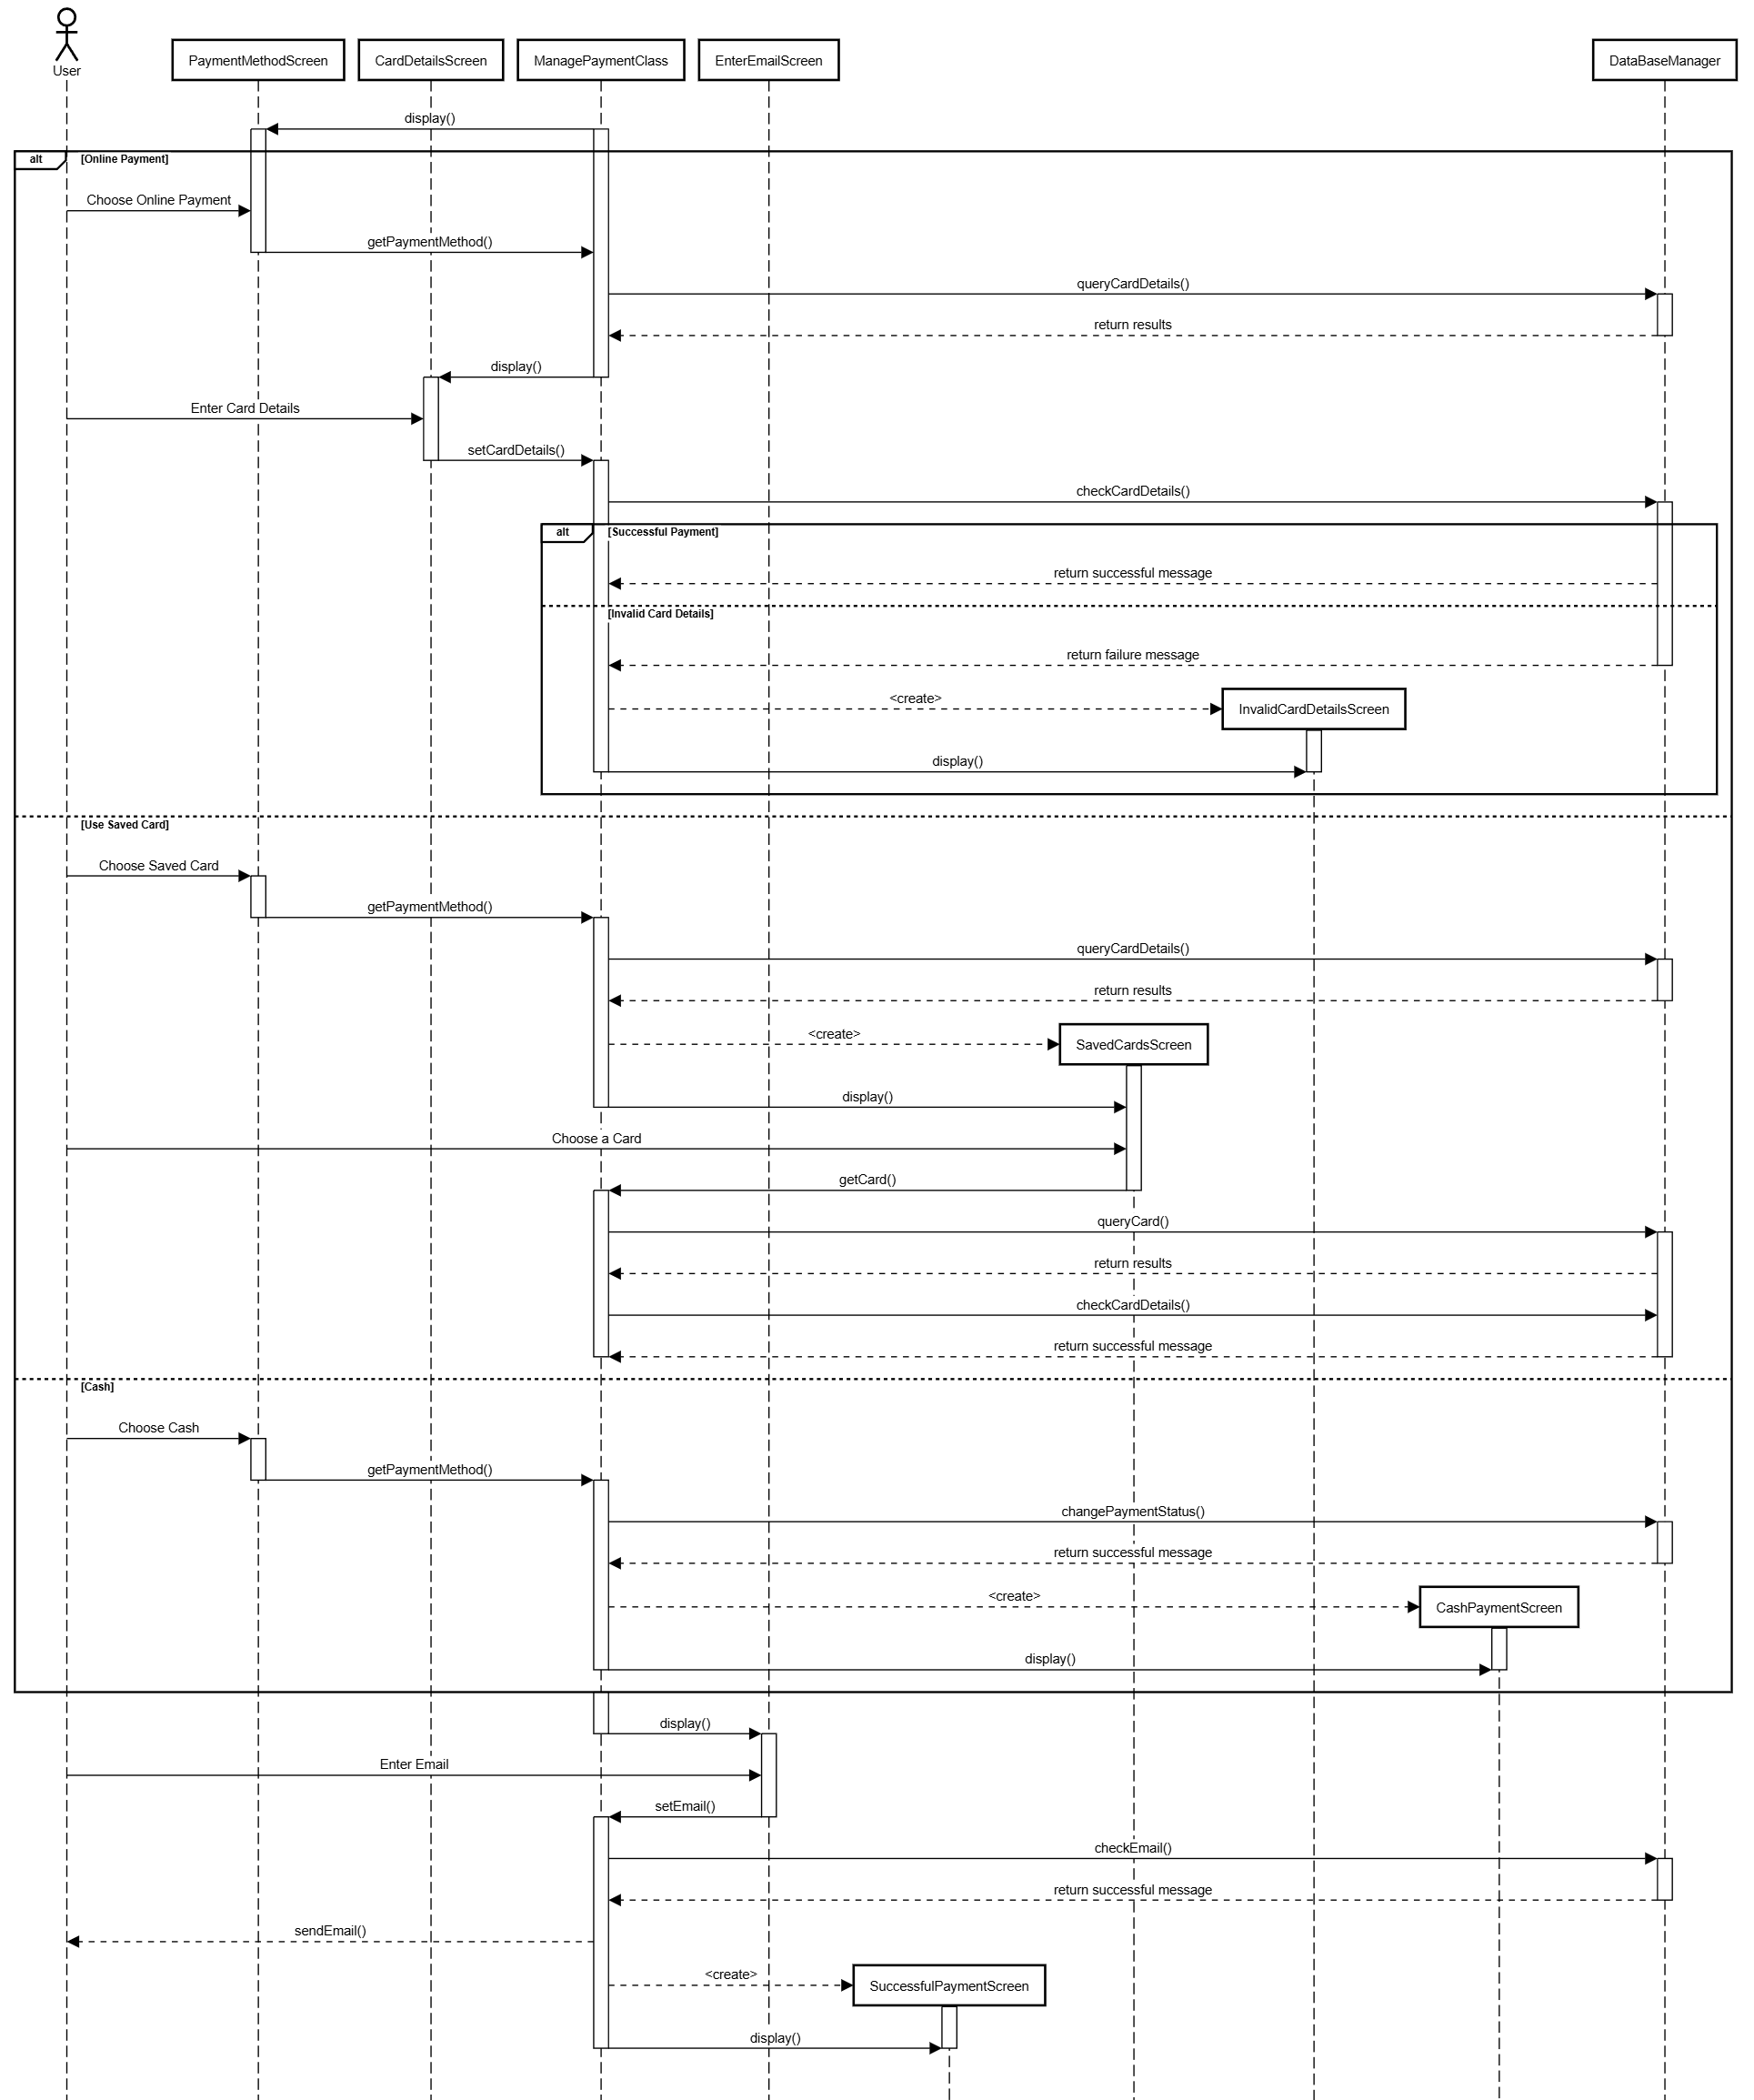 User
PaymentMethodScreen
CardDetailsScreen
ManagePaymentClass
EnterEmailScreen
DataBaseManager
display()
alt
[Online Payment]
Choose Online Payment
getPaymentMethod()
queryCardDetails()
return results
display()
Enter Card Details
setCardDetails()
checkCardDetails()
alt
[Successful Payment]
return successful message
[Invalid Card Details]
return failure message
<create>
InvalidCardDetailsScreen
display()
[Use Saved Card]
Choose Saved Card
getPaymentMethod()
queryCardDetails()
return results
<create>
SavedCardsScreen
display()
Choose a Card
getCard()
queryCard()
return results
checkCardDetails()
return successful message
[Cash]
Choose Cash
getPaymentMethod()
changePaymentStatus()
return successful message
<create>
CashPaymentScreen
display()
display()
Enter Email
setEmail()
checkEmail()
return successful message
sendEmail()
<create>
SuccessfulPaymentScreen
display()